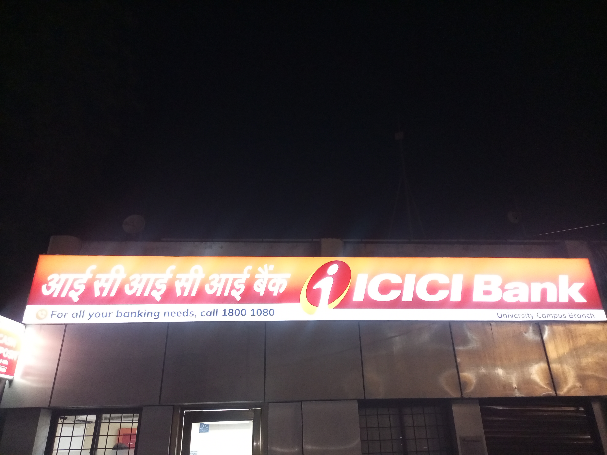 आई सी आई सी आई बैंक i ICICI Bank
For all your banking needs, call 1800 1080
University Campus Branch